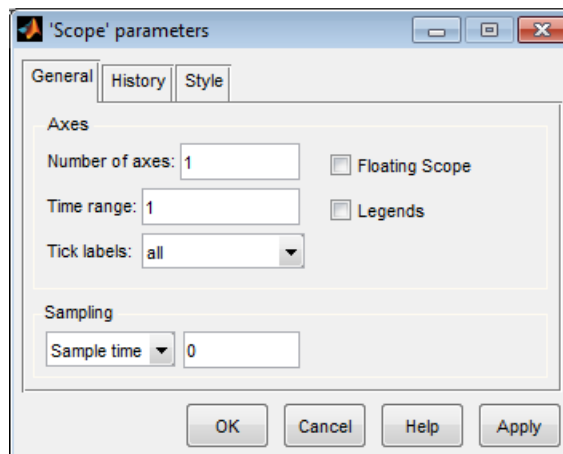 'Scope' parameters
General History Style
Axes
Number of axes: 1 Floating Scope
Time range: 1 Legends
Tick labels: all
Sampling
Sample time 0
OK Cancel Help Apply